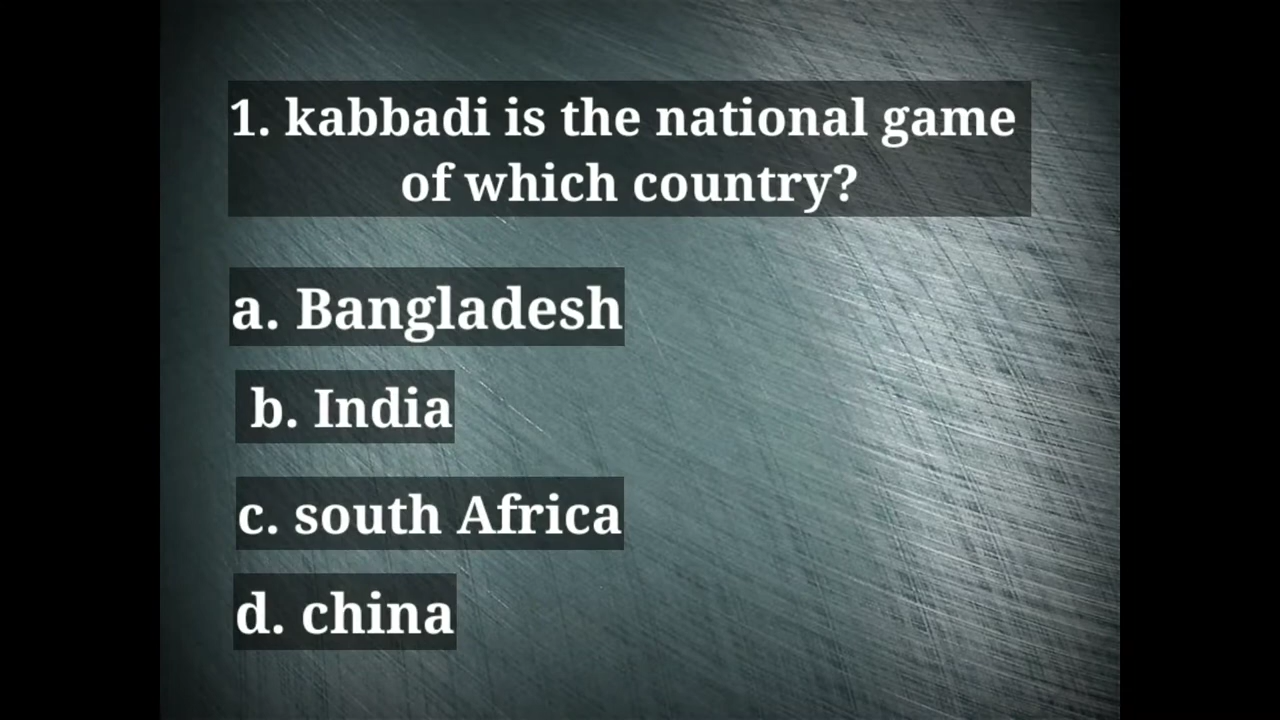 1. kabbadi is the national game
of which country?
a. Bangladesh
b. India
c. south Africa
d. china